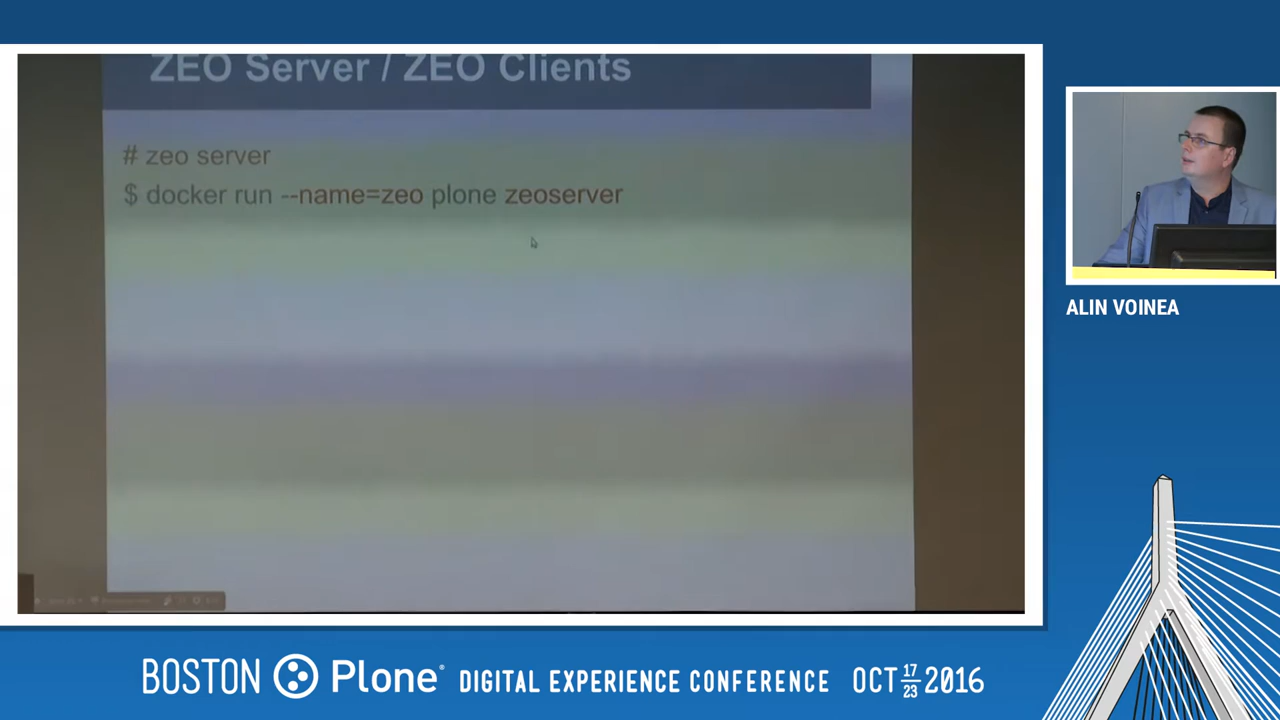 ZEO Server / ZEO Clients
# zeo server
$ docker run --name=zeo plone zeoserver
ALIN VOINEA
BOSTON Plone® DIGITAL EXPERIENCE CONFERENCE OCT 17 23 2016